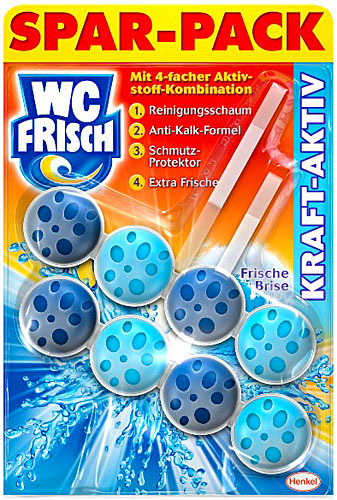 SPAR-PACK
Mit 4-facher Aktiv-
stoff-Kombination
WC
FRISCH
1. Reinigungsschaum
2. Anti-Kalk-Formel
3. Schmutz-
Protektor
4. Extra Frische
KRAFT-AKTIV
Frische
Brise
Henkel